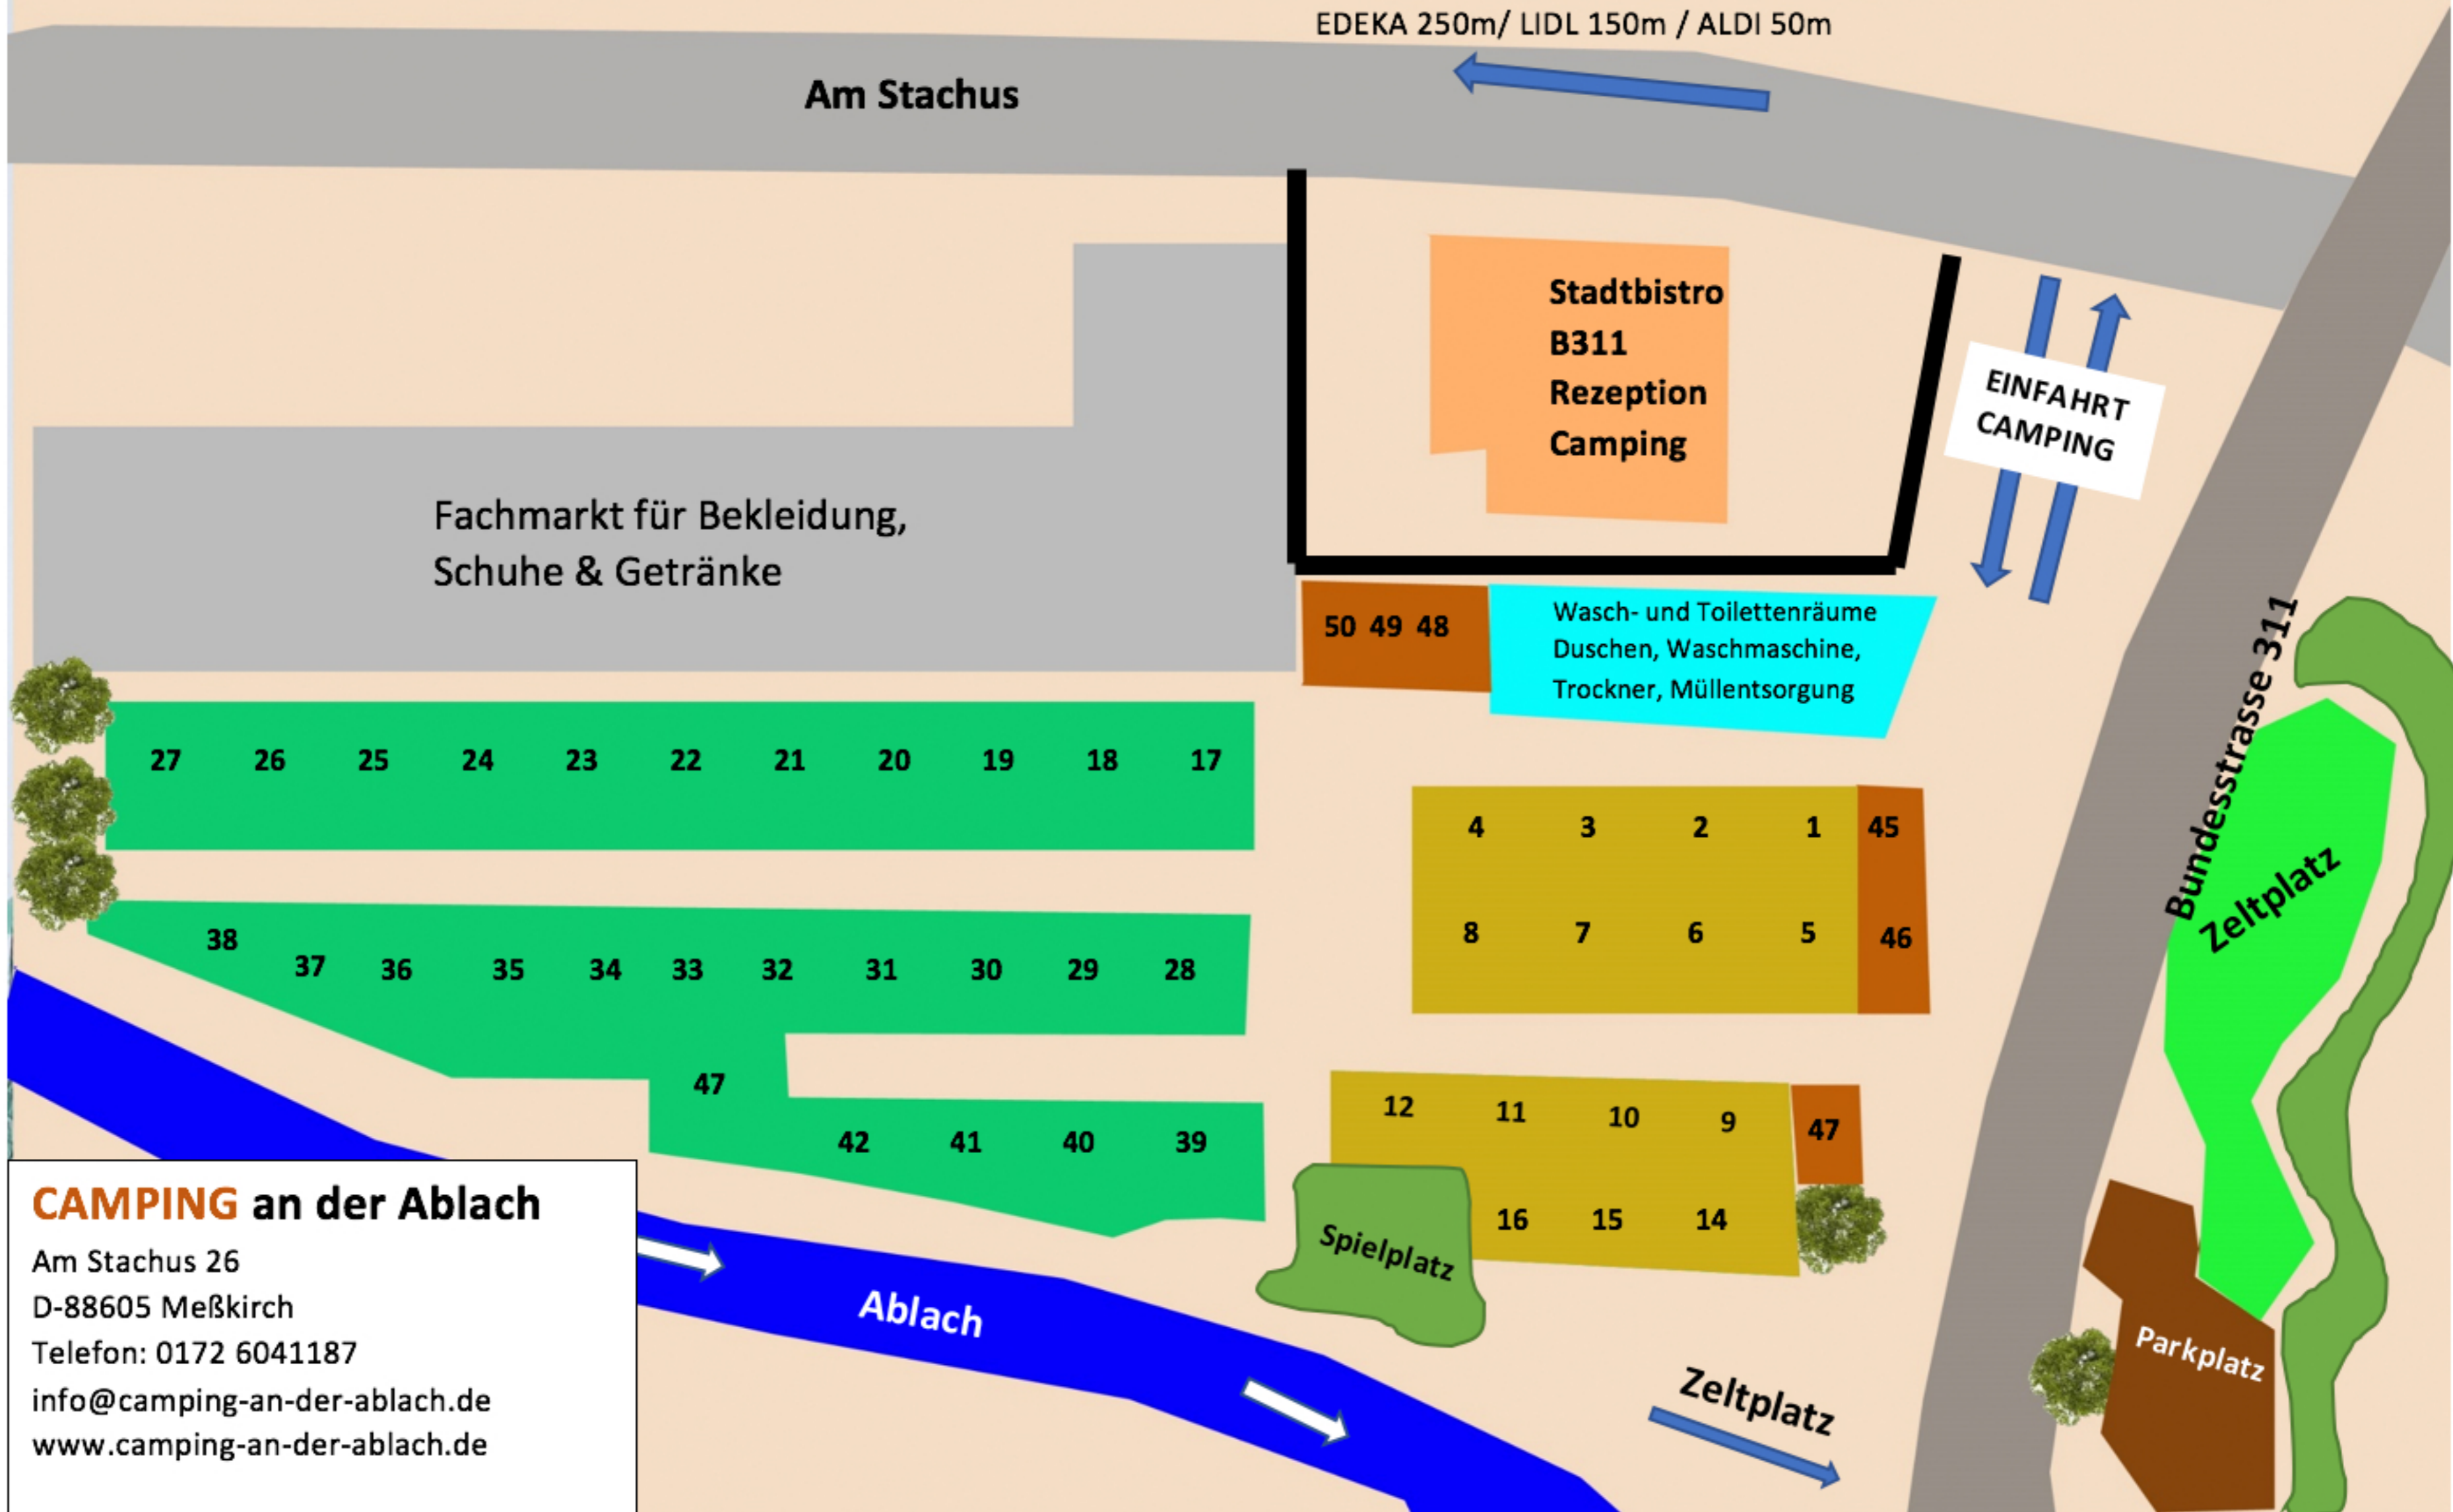 EDEKA 250m/ LIDL 150m / ALDI 50m
Am Stachus
Stadtbistro
B311
Rezeption
Camping
EINFAHRT
CAMPING
Fachmarkt für Bekleidung,
Schuhe & Getränke
50 49 48
Wasch- und Toilettenräume
Duschen, Waschmaschine,
Trockner, Müllentsorgung
Bundesstrasse 311
Zeltplatz
27 26 25 24 23 22 21 20 19 18 17
4 3 2 1 45
8 7 6 5 46
38 37 36 35 34 33 32 31 30 29 28
47
42 41 40 39
12 11 10 9 47
16 15 14
Spielplatz
Ablach
Zeltplatz
Parkplatz
CAMPING an der Ablach
Am Stachus 26
D-88605 Meßkirch
Telefon: 0172 6041187
info@camping-an-der-ablach.de
www.camping-an-der-ablach.de